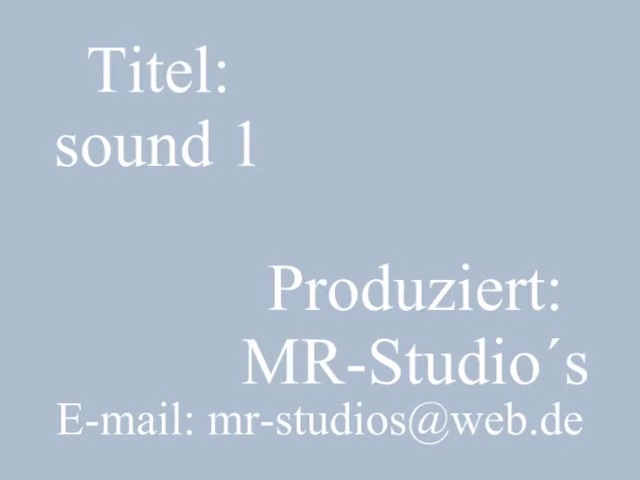 Titel:
sound 1
Produziert:
MR-Studio´s
E-mail: mr-studios@web.de